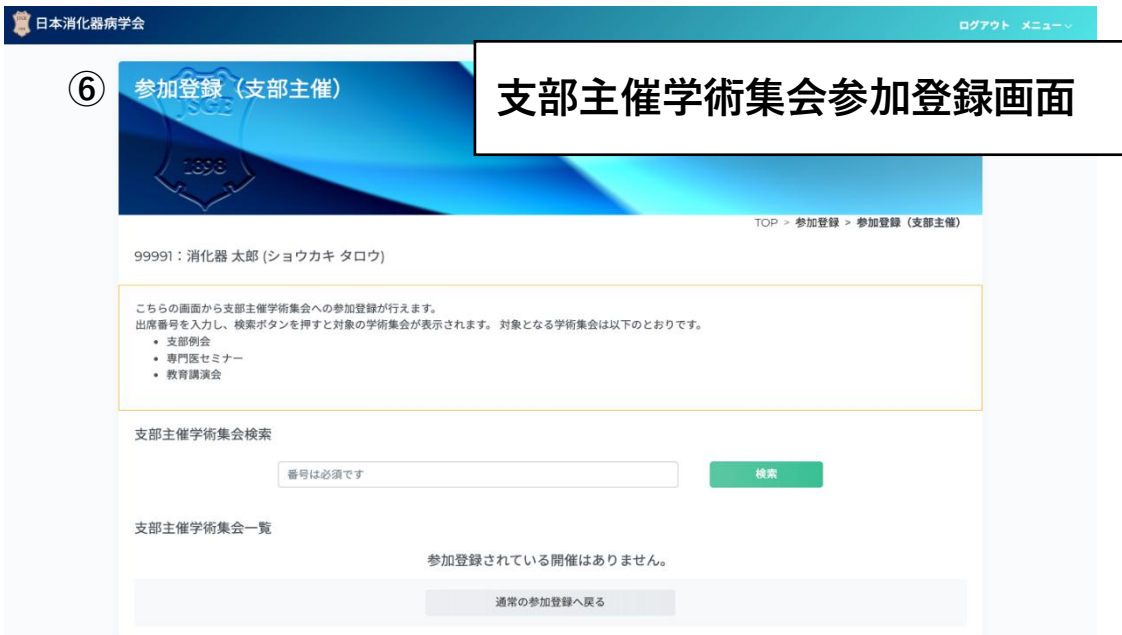 日本消化器病学会
ログアウト メニュー
⑥
参加登録（支部主催）
支部主催学術集会参加登録画面
JSGE
1898
TOP > 参加登録 > 参加登録（支部主催）
99991：消化器 太郎 (ショウカキ タロウ)
こちらの画面から支部主催学術集会への参加登録が行えます。
出席番号を入力し、検索ボタンを押すと対象の学術集会が表示されます。 対象となる学術集会は以下のとおりです。
• 支部例会
• 専門医セミナー
• 教育講演会
支部主催学術集会検索
番号は必須です
検索
支部主催学術集会一覧
参加登録されている開催はありません。
通常の参加登録へ戻る